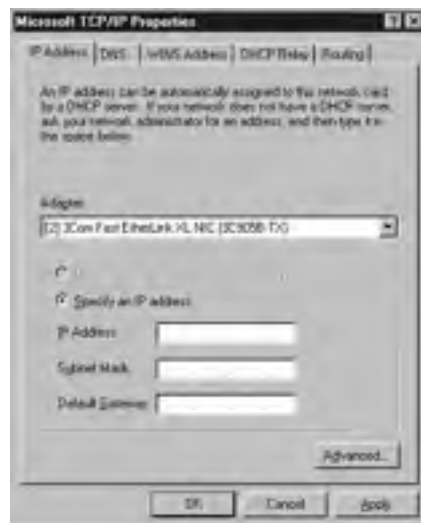 Microsoft TCP/IP Properties
IP Address DNS WINS Address DHCP Relay Routing
An IP address can be automatically assigned to this network card
by a DHCP server. If your network does not have a DHCP server,
ask your network administrator for an address, and then type it in
the space below.
Adapter:
[2] 3Com Fast EtherLink XL NIC (3C905B-TX)
Specify an IP address
IP Address:
Subnet Mask:
Default Gateway:
Advanced...
OK Cancel Apply